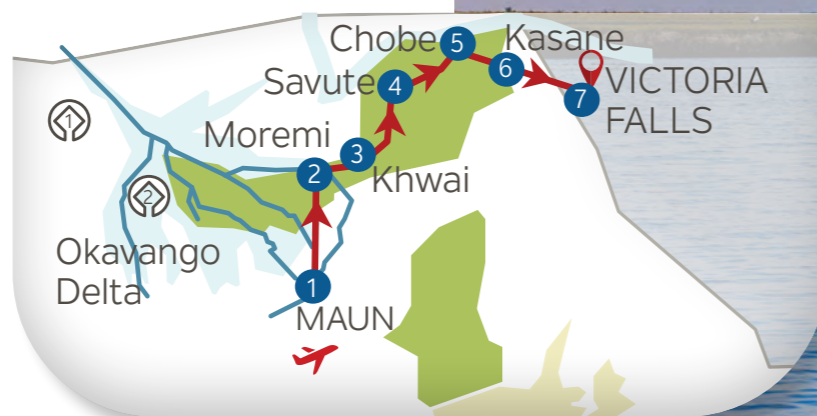 Chobe 5 Kasane
6
Savute 4
7 VICTORIA
FALLS
1
Moremi
3
2
Khwai
2
Okavango
Delta
1
MAUN